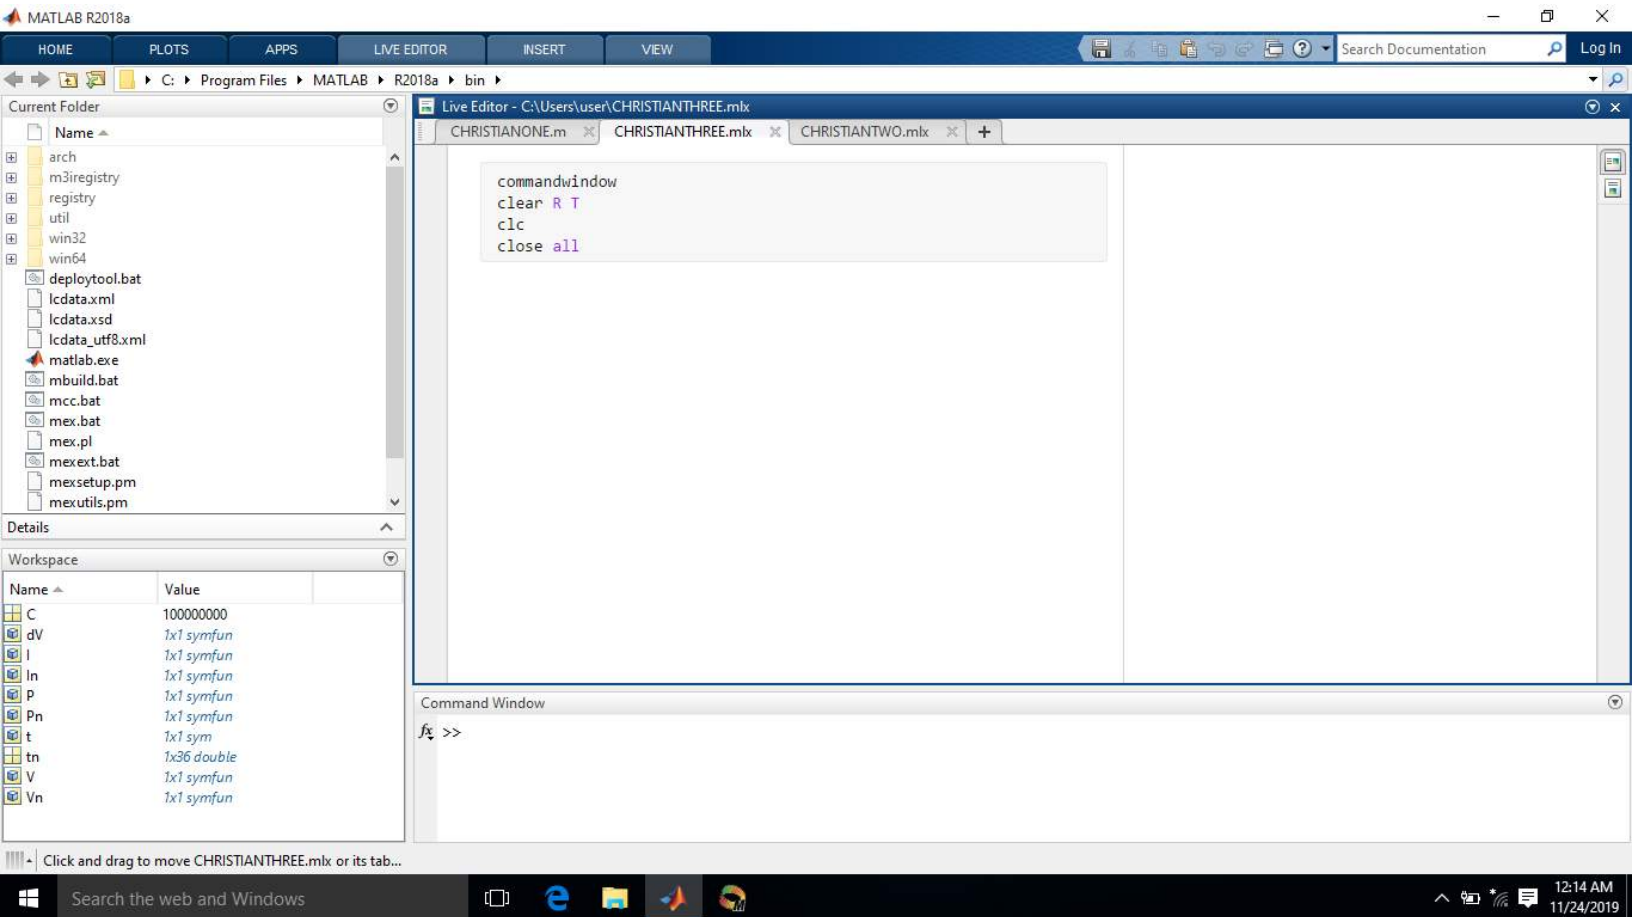 MATLAB R2018a
HOME PLOTS APPS LIVE EDITOR INSERT VIEW Search Documentation Log In
C: Program Files MATLAB R2018a bin
Current Folder
Live Editor - C:\Users\user\CHRISTIANTHREE.mlx
Name
CHRISTIANONE.m CHRISTIANTHREE.mlx CHRISTIANTWO.mlx +
arch
m3iregistry
registry
util
win32
win64
deploytool.bat
lcdata.xml
lcdata.xsd
lcdata_utf8.xml
matlab.exe
mbuild.bat
mcc.bat
mex.bat
mex.pl
mexext.bat
mexsetup.pm
mexutils.pm
Details
commandwindow
clear R T
clc
close all
Workspace
Name Value
C 100000000
dV 1x1 symfun
I 1x1 symfun
In 1x1 symfun
P 1x1 symfun
Pn 1x1 symfun
t 1x1 sym
tn 1x36 double
V 1x1 symfun
Vn 1x1 symfun
Command Window
fx >>
Click and drag to move CHRISTIANTHREE.mlx or its tab...
Search the web and Windows
12:14 AM
11/24/2019